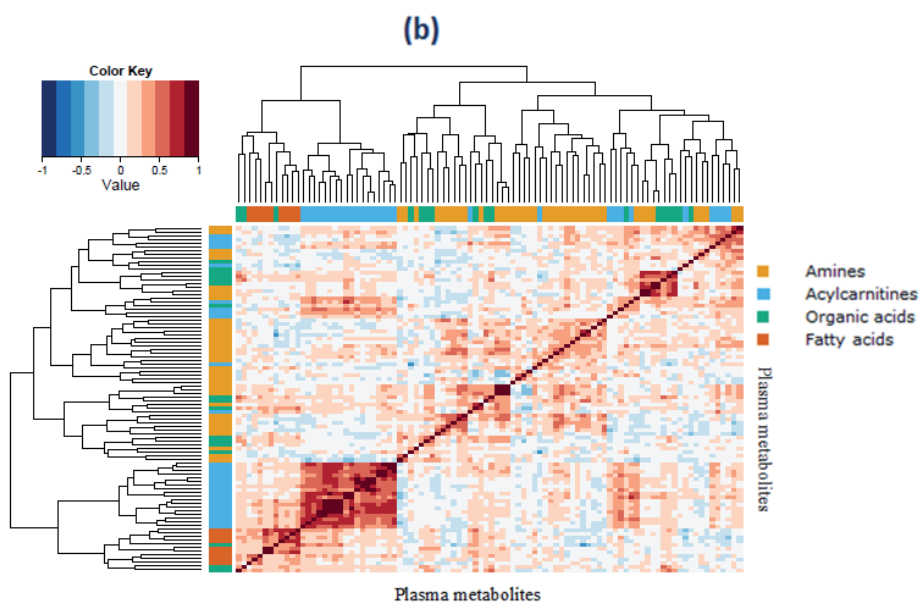 (b)
Color Key
-1 -0.5 0 0.5 1
Value
Amines
Acylcarnitines
Organic acids
Fatty acids
Plasma metabolites
Plasma metabolites